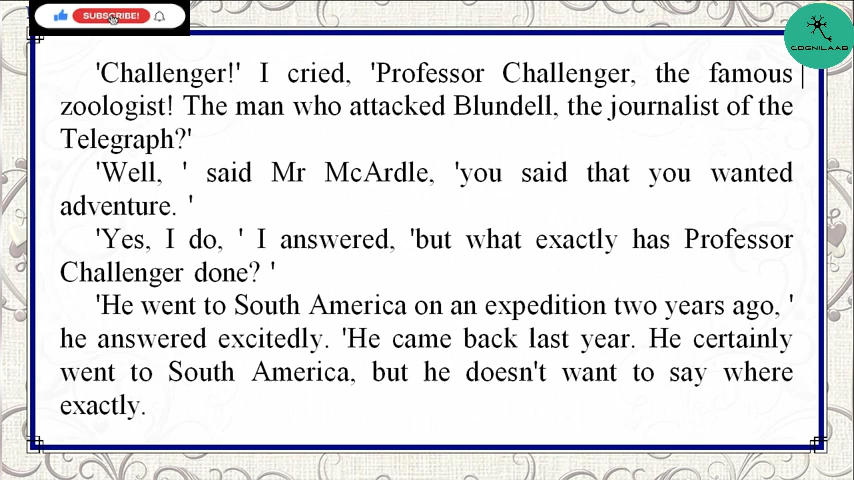 SUBSCRIBE!
COGNILAAB
'Challenger!' I cried, 'Professor Challenger, the famous
zoologist! The man who attacked Blundell, the journalist of the
Telegraph?'
'Well, ' said Mr McArdle, 'you said that you wanted
adventure. '
'Yes, I do, ' I answered, 'but what exactly has Professor
Challenger done? '
'He went to South America on an expedition two years ago, '
he answered excitedly. 'He came back last year. He certainly
went to South America, but he doesn't want to say where
exactly.